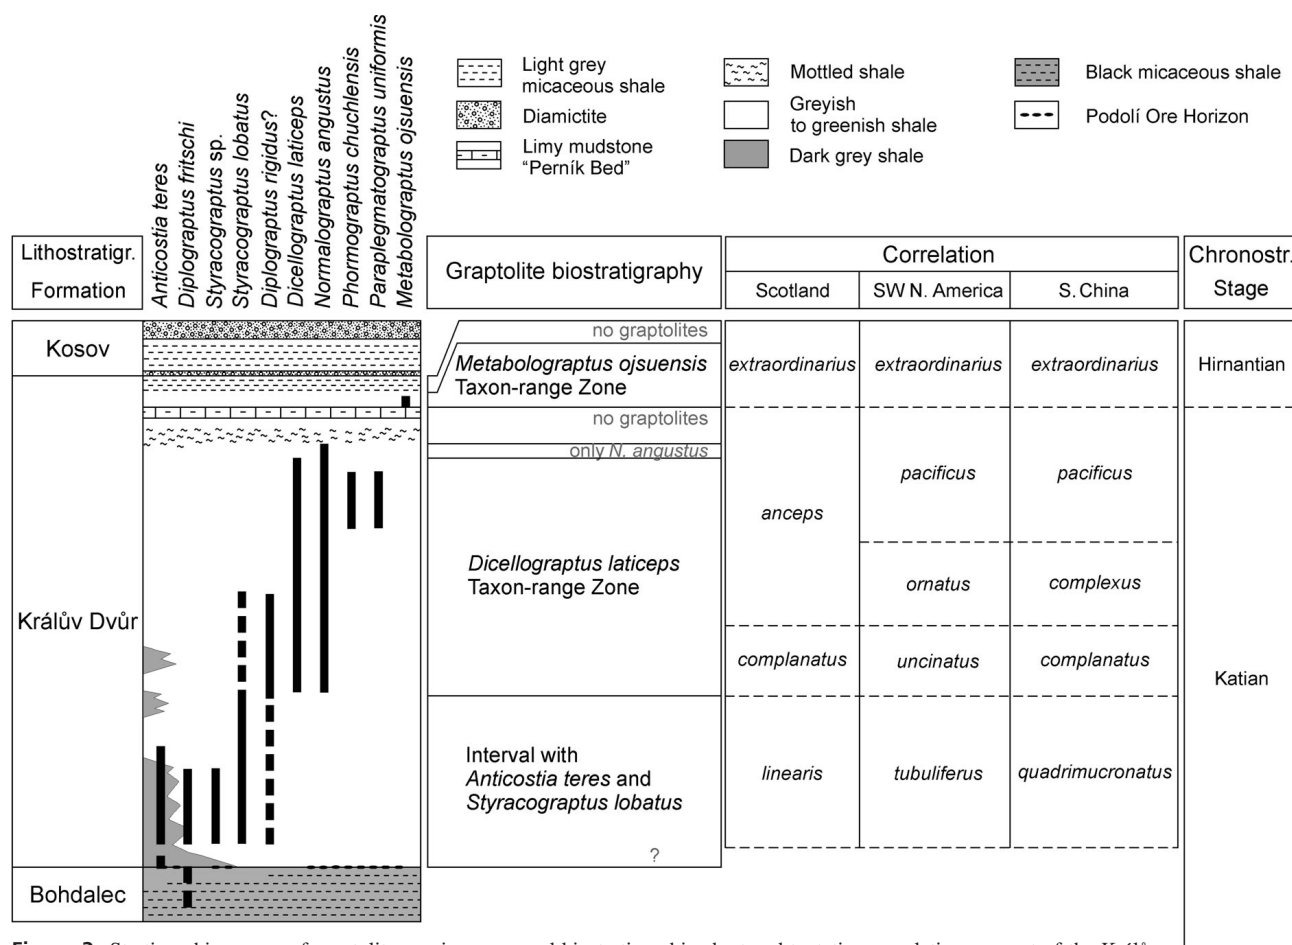 Anticostia teres
Diplograptus fritschi
Styracograptus sp.
Styracograptus lobatus
Diplograptus rigidus?
Dicellograptus laticeps
Normalograptus angustus
Phormograptus chuchlensis
Paraplegmatograptus uniformis
Metabolograptus ojsuensis
Light grey
micaceous shale
Diamictite
Limy mudstone
“Perník Bed”
Mottled shale
Greyish
to greenish shale
Dark grey shale
Black micaceous shale
Podolí Ore Horizon
Lithostratigr.
Formation
Graptolite biostratigraphy
Correlation
Scotland
SW N. America
S. China
Chronostr.
Stage
Kosov
Králův Dvůr
Bohdalec
no graptolites
Metabolograptus ojsuensis
Taxon-range Zone
no graptolites
only N. angustus
Dicellograptus laticeps
Taxon-range Zone
Interval with
Anticostia teres and
Styracograptus lobatus
?
extraordinarius
anceps
complanatus
linearis
extraordinarius
pacificus
ornatus
uncinatus
tubuliferus
extraordinarius
pacificus
complexus
complanatus
quadrimucronatus
Hirnantian
Katian